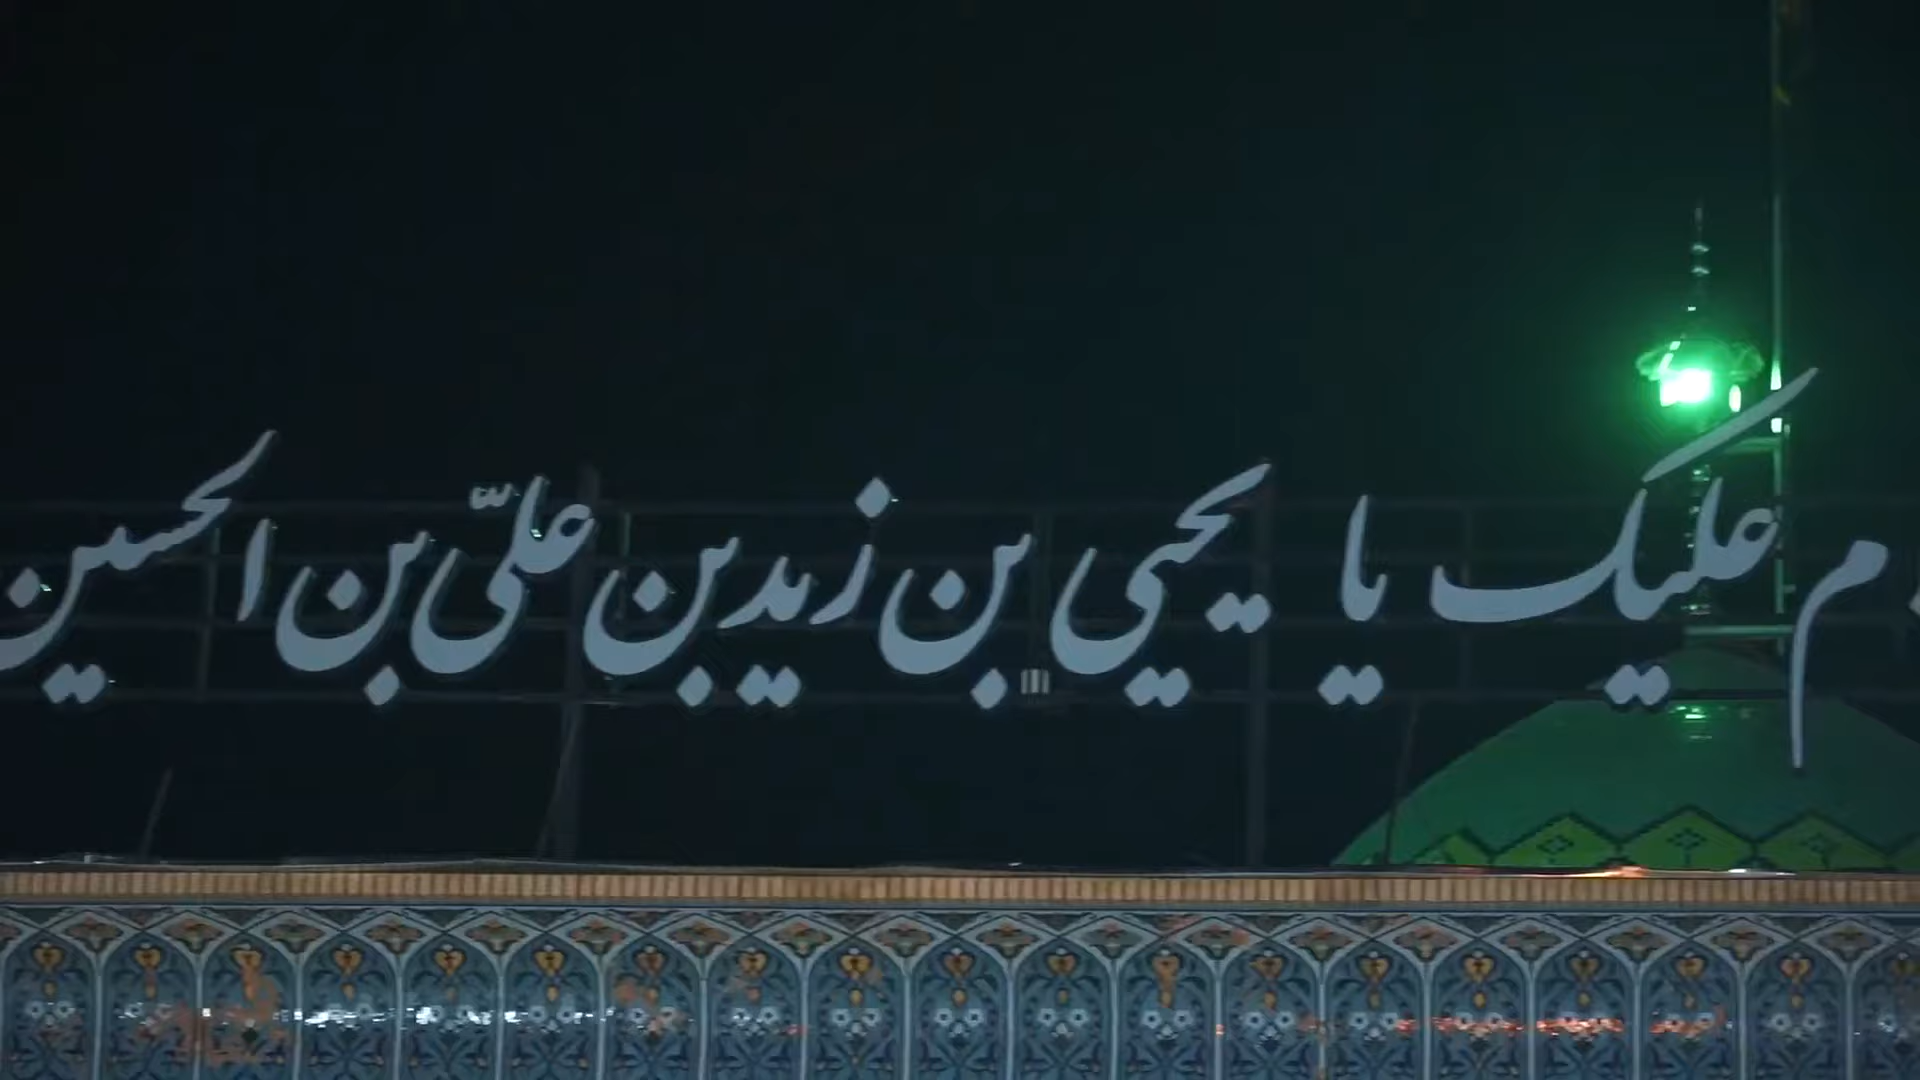 م علیک یا یحیی بن زید بن علیّ بن الحسین